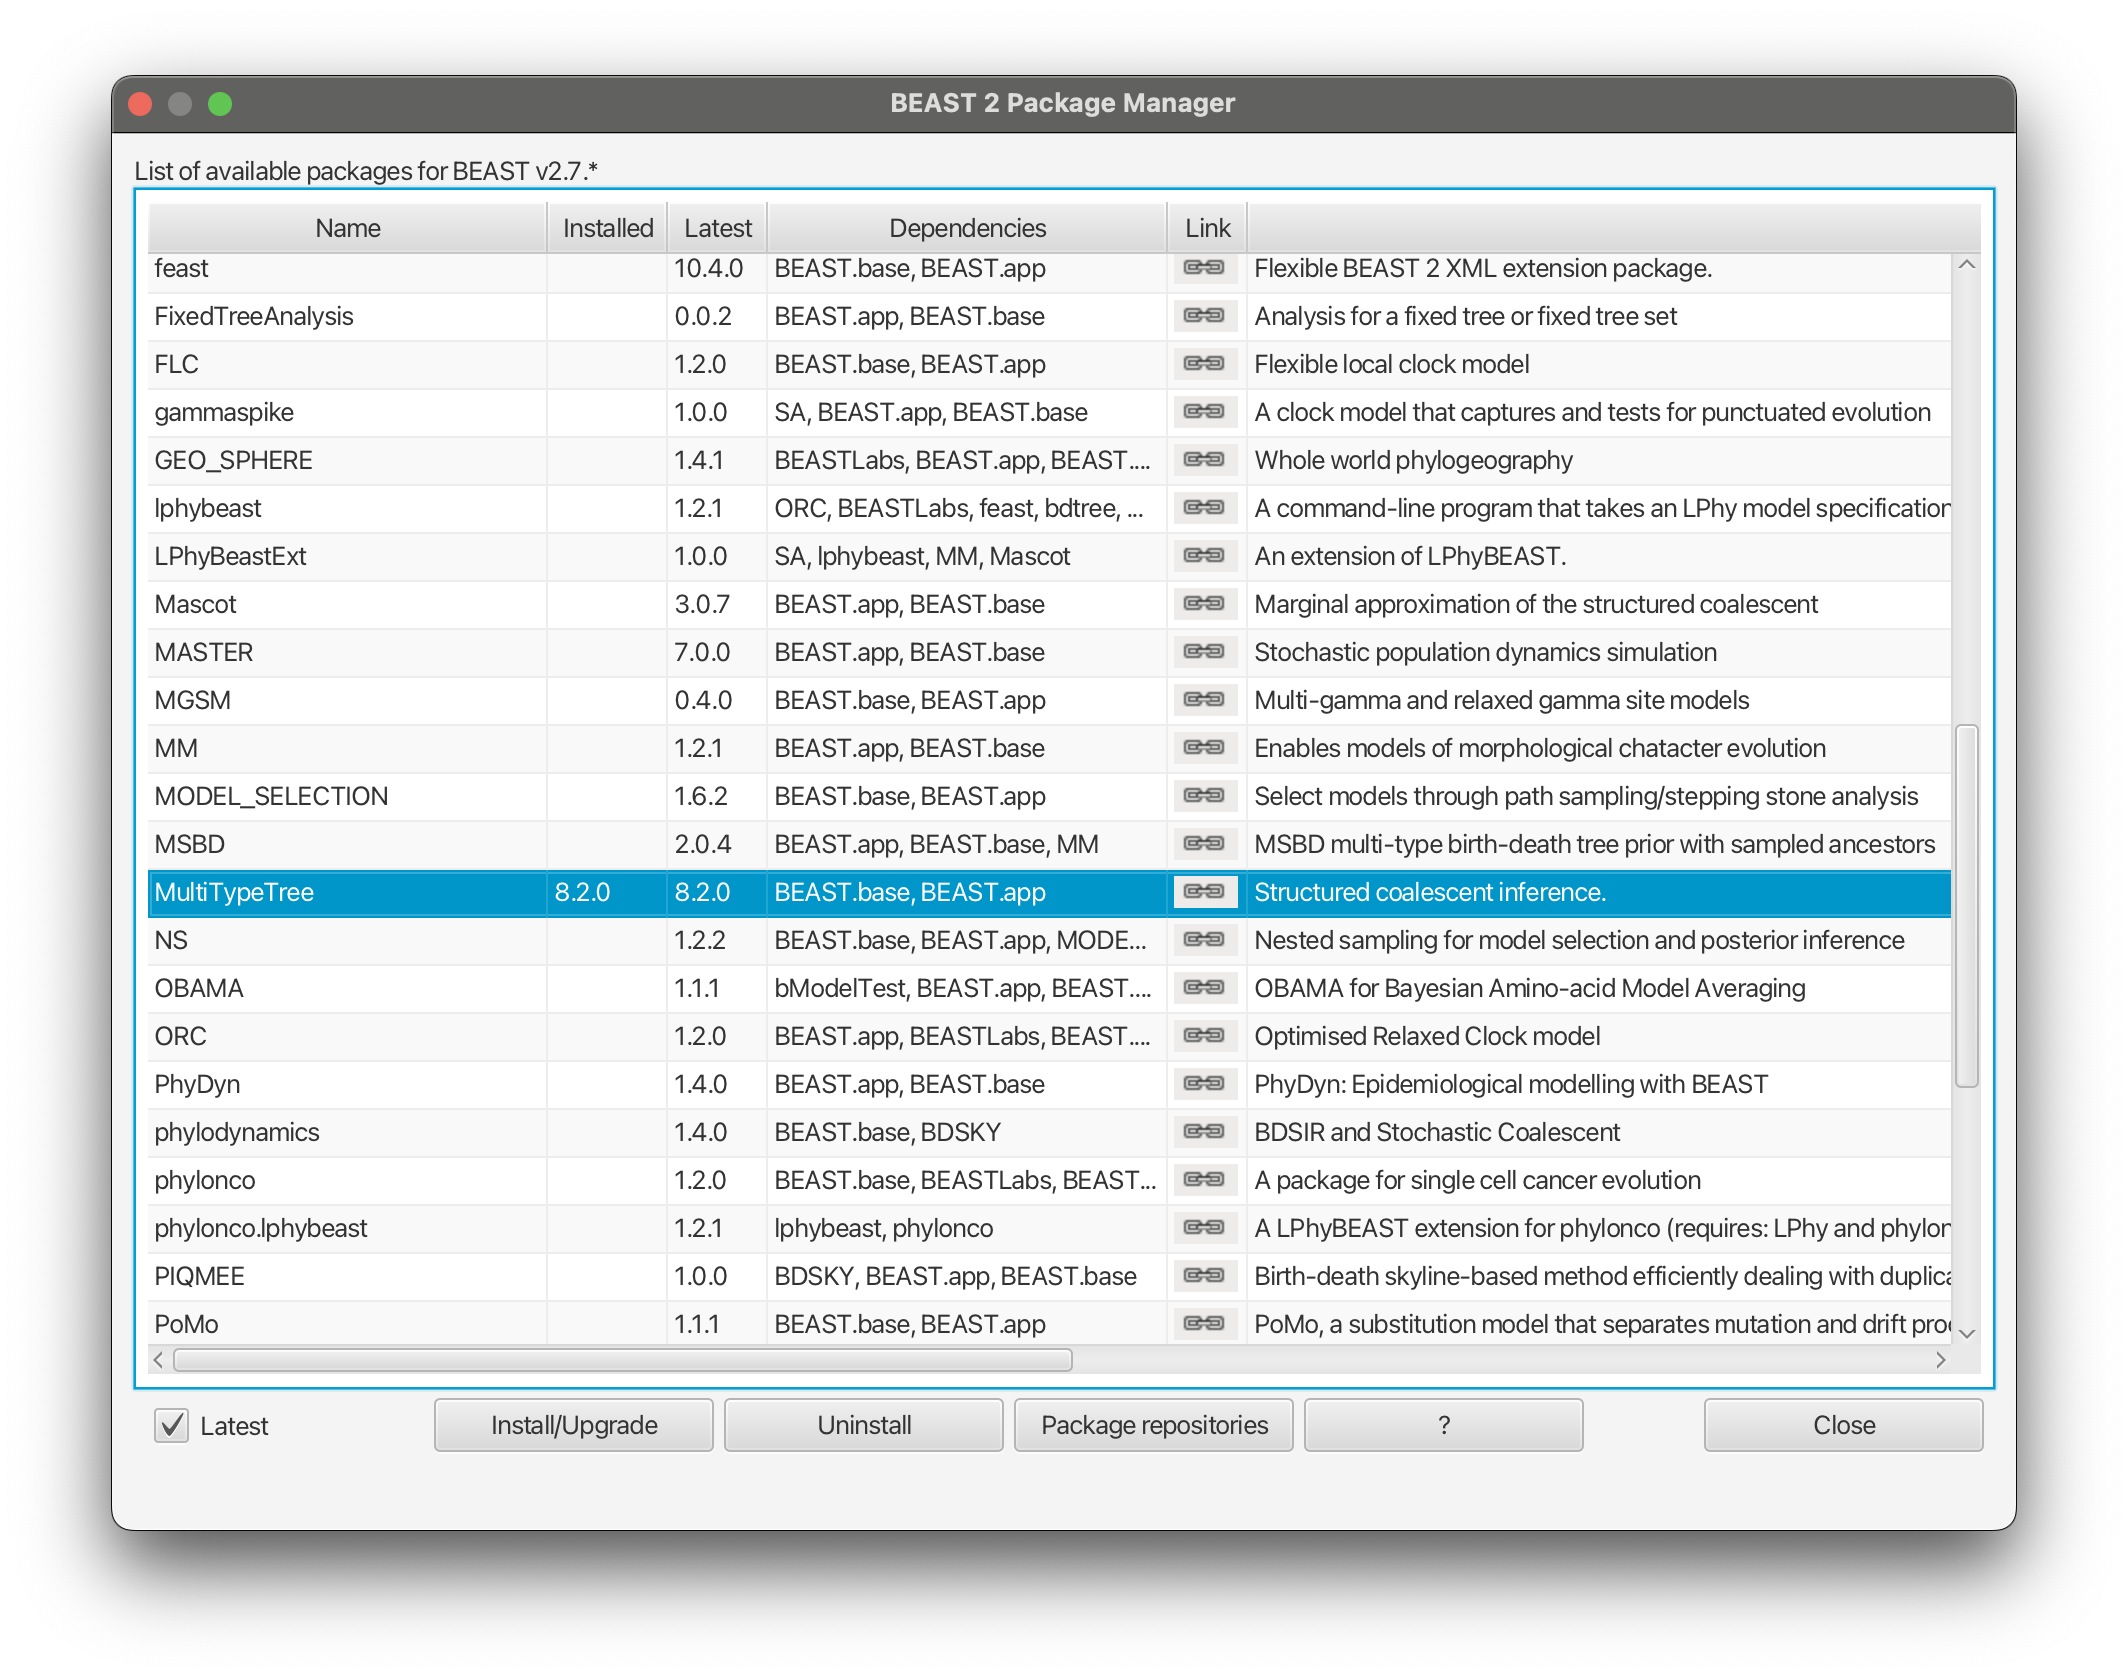 BEAST 2 Package Manager
List of available packages for BEAST v2.7.*
Name Installed Latest Dependencies Link
feast 10.4.0 BEAST.base, BEAST.app Flexible BEAST 2 XML extension package.
FixedTreeAnalysis 0.0.2 BEAST.app, BEAST.base Analysis for a fixed tree or fixed tree set
FLC 1.2.0 BEAST.base, BEAST.app Flexible local clock model
gammaspike 1.0.0 SA, BEAST.app, BEAST.base A clock model that captures and tests for punctuated evolution
GEO_SPHERE 1.4.1 BEASTLabs, BEAST.app, BEAST.... Whole world phylogeography
lphybeast 1.2.1 ORC, BEASTLabs, feast, bdtree, ... A command-line program that takes an LPhy model specification
LPhyBeastExt 1.0.0 SA, lphybeast, MM, Mascot An extension of LPhyBEAST.
Mascot 3.0.7 BEAST.app, BEAST.base Marginal approximation of the structured coalescent
MASTER 7.0.0 BEAST.app, BEAST.base Stochastic population dynamics simulation
MGSM 0.4.0 BEAST.base, BEAST.app Multi-gamma and relaxed gamma site models
MM 1.2.1 BEAST.app, BEAST.base Enables models of morphological chatacter evolution
MODEL_SELECTION 1.6.2 BEAST.base, BEAST.app Select models through path sampling/stepping stone analysis
MSBD 2.0.4 BEAST.app, BEAST.base, MM MSBD multi-type birth-death tree prior with sampled ancestors
MultiTypeTree 8.2.0 8.2.0 BEAST.base, BEAST.app Structured coalescent inference.
NS 1.2.2 BEAST.base, BEAST.app, MODE... Nested sampling for model selection and posterior inference
OBAMA 1.1.1 bModelTest, BEAST.app, BEAST.... OBAMA for Bayesian Amino-acid Model Averaging
ORC 1.2.0 BEAST.app, BEASTLabs, BEAST.... Optimised Relaxed Clock model
PhyDyn 1.4.0 BEAST.app, BEAST.base PhyDyn: Epidemiological modelling with BEAST
phylodynamics 1.4.0 BEAST.base, BDSKY BDSIR and Stochastic Coalescent
phylonco 1.2.0 BEAST.base, BEASTLabs, BEAST... A package for single cell cancer evolution
phylonco.lphybeast 1.2.1 lphybeast, phylonco A LPhyBEAST extension for phylonco (requires: LPhy and phylon
PIQMEE 1.0.0 BDSKY, BEAST.app, BEAST.base Birth-death skyline-based method efficiently dealing with duplica
PoMo 1.1.1 BEAST.base, BEAST.app PoMo, a substitution model that separates mutation and drift pro
Latest Install/Upgrade Uninstall Package repositories ? Close